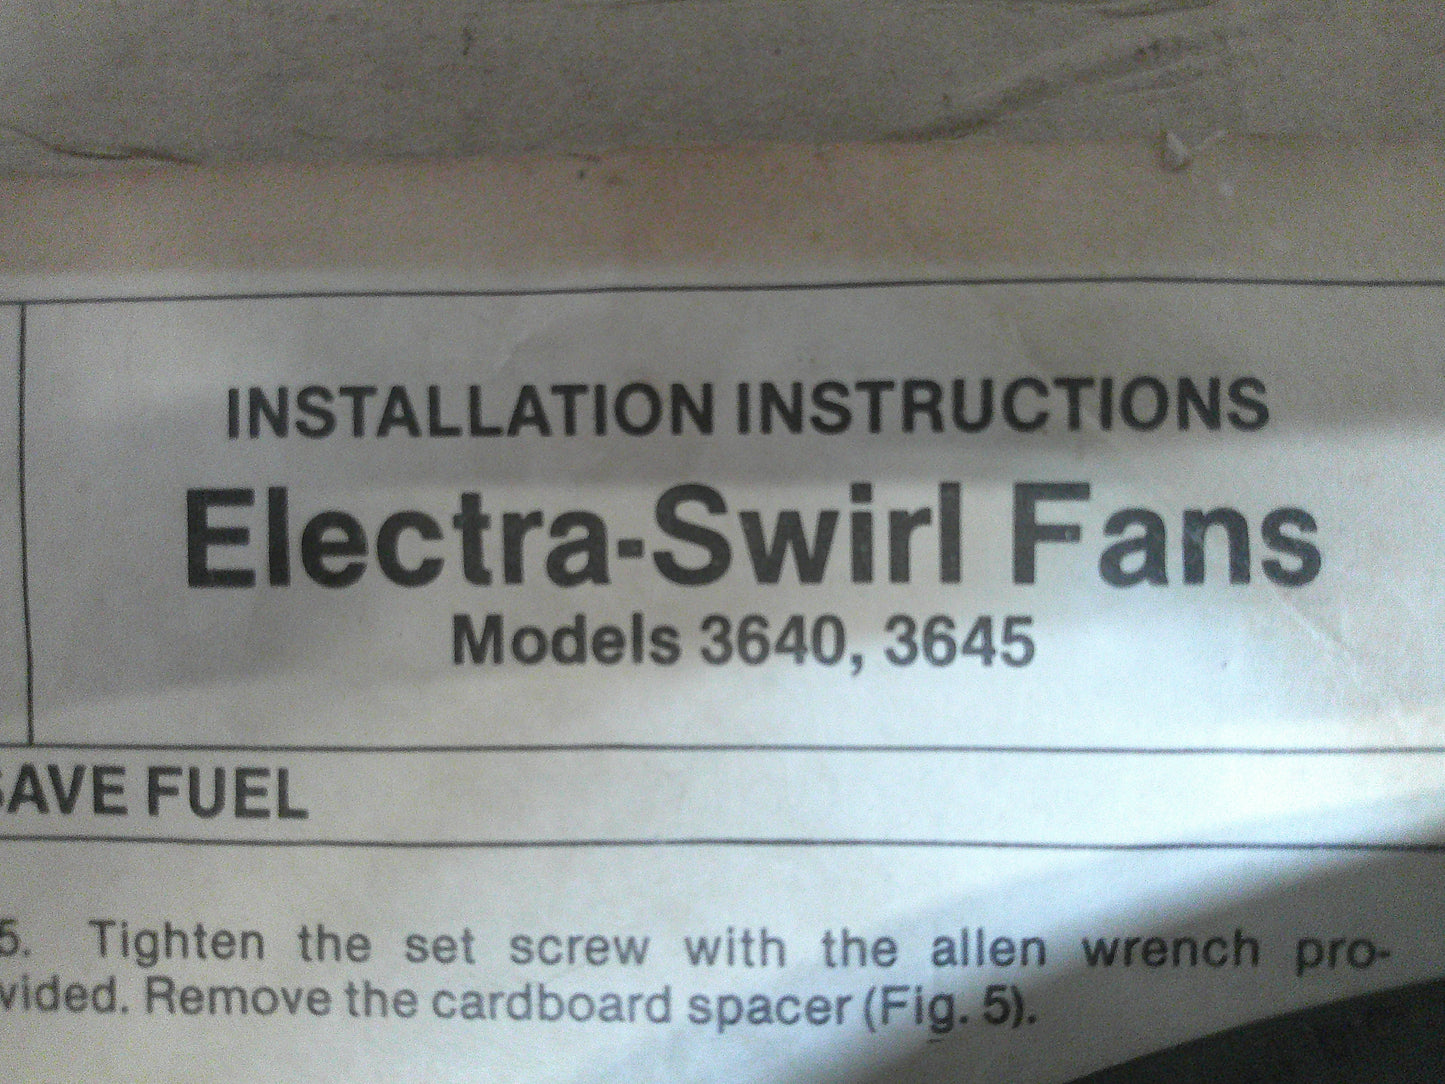 INSTALLATION INSTRUCTIONS
Electra-Swirl Fans
Models 3640, 3645
SAVE FUEL
5. Tighten the set screw with the allen wrench pro-
vided. Remove the cardboard spacer (Fig. 5).